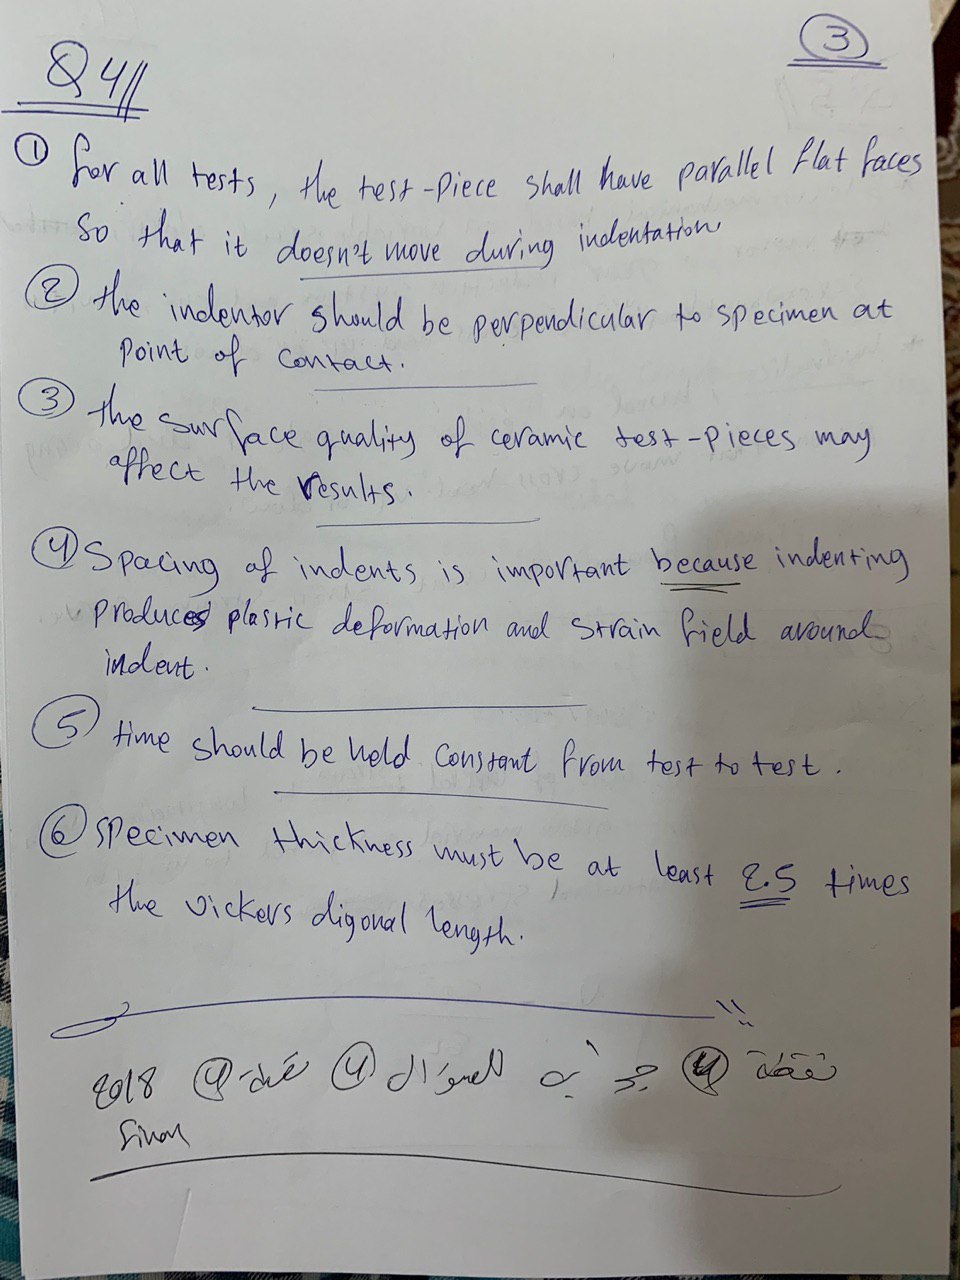 3
Q4//
① for all tests, the test-piece shall have parallel flat faces
So that it doesn't move during indentation
② the indentor should be perpendicular to specimen at
point of contact.
③ the surface quality of ceramic test-pieces may
affect the results.
④ Spacing of indents is important because indenting
produces plastic deformation and strain field around
indent.
⑤ time should be held constant from test to test.
⑥ specimen thickness must be at least 2.5 times
the vickers digonal length.
نقطة ④ السؤال ④ نقطة ④ 2018
final